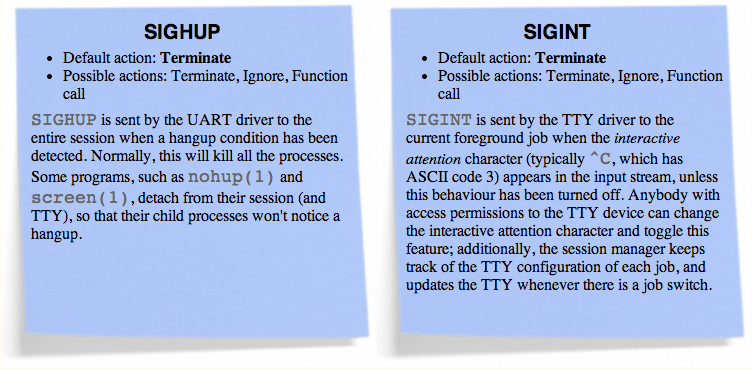 SIGHUP
• Default action: Terminate
• Possible actions: Terminate, Ignore, Function
call
SIGHUP is sent by the UART driver to the
entire session when a hangup condition has been
detected. Normally, this will kill all the processes.
Some programs, such as nohup(1) and
screen(1), detach from their session (and
TTY), so that their child processes won't notice a
hangup.
SIGINT
• Default action: Terminate
• Possible actions: Terminate, Ignore, Function
call
SIGINT is sent by the TTY driver to the
current foreground job when the interactive
attention character (typically ^C, which has
ASCII code 3) appears in the input stream, unless
this behaviour has been turned off. Anybody with
access permissions to the TTY device can change
the interactive attention character and toggle this
feature; additionally, the session manager keeps
track of the TTY configuration of each job, and
updates the TTY whenever there is a job switch.